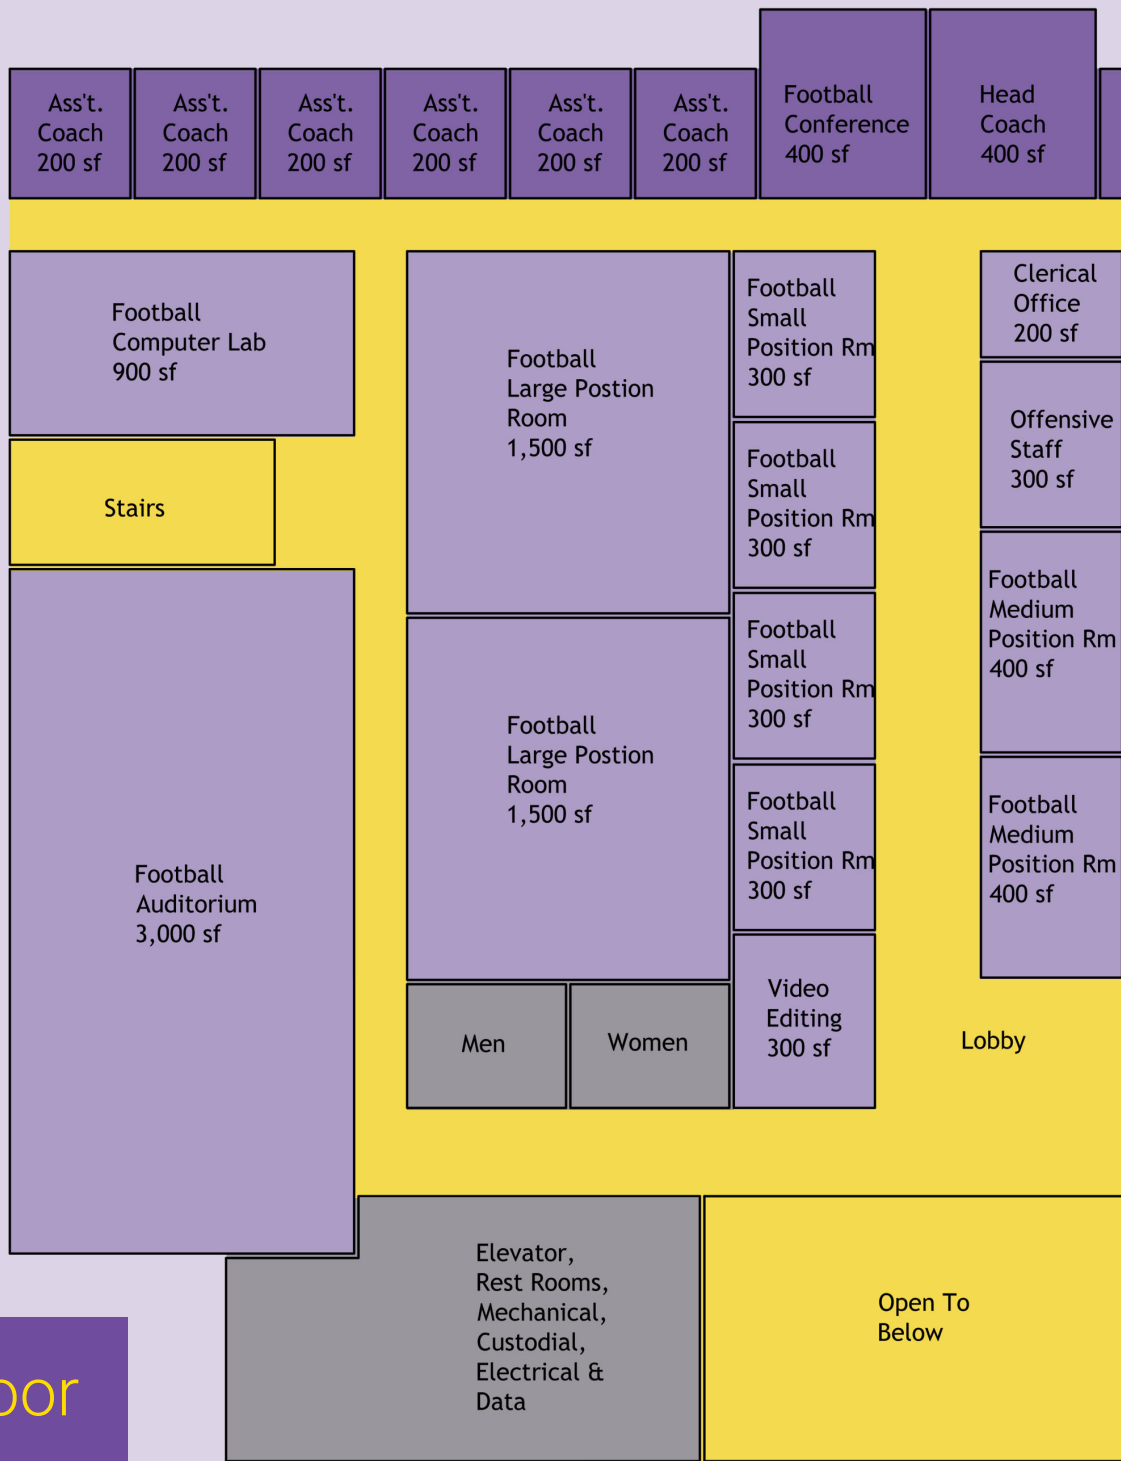 Ass't.
Coach
200 sf
Ass't.
Coach
200 sf
Ass't.
Coach
200 sf
Ass't.
Coach
200 sf
Ass't.
Coach
200 sf
Ass't.
Coach
200 sf
Football
Conference
400 sf
Head
Coach
400 sf
Football
Computer Lab
900 sf
Football
Large Postion
Room
1,500 sf
Football
Small
Position Rm
300 sf
Clerical
Office
200 sf
Offensive
Staff
300 sf
Football
Small
Position Rm
300 sf
Stairs
Football
Medium
Position Rm
400 sf
Football
Small
Position Rm
300 sf
Football
Large Postion
Room
1,500 sf
Football
Small
Position Rm
300 sf
Football
Medium
Position Rm
400 sf
Football
Auditorium
3,000 sf
Men
Women
Video
Editing
300 sf
Lobby
Elevator,
Rest Rooms,
Mechanical,
Custodial,
Electrical &
Data
Open To
Below
oor